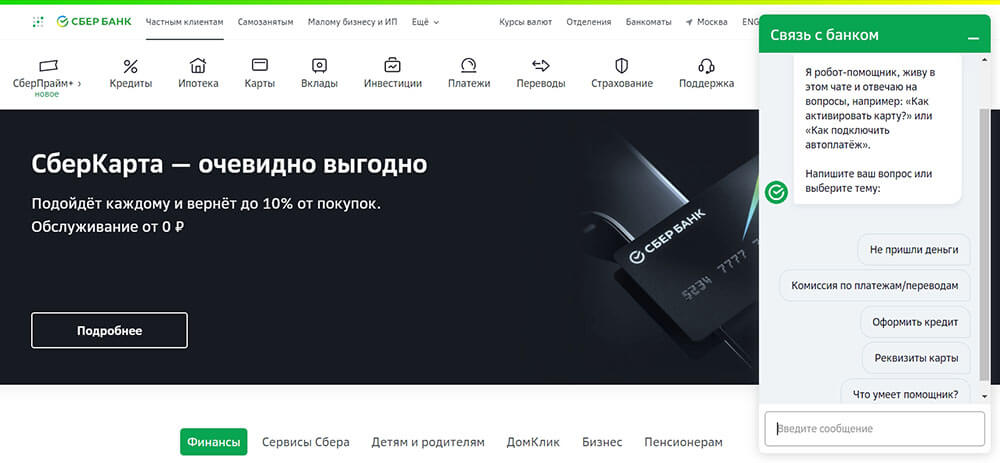 СБЕР БАНК
Частным клиентам
Самозанятым
Малому бизнесу и ИП
Ещё
Курсы валют
Отделения
Банкоматы
Москва
ENG
СберПрайм+
новое
Кредиты
Ипотека
Карты
Вклады
Инвестиции
Платежи
Переводы
Страхование
Поддержка
СберКарта — очевидно выгодно
Подойдёт каждому и вернёт до 10% от покупок.
Обслуживание от 0 ₽
Подробнее
СБЕР БАНК
5234 7777 7
Финансы
Сервисы Сбера
Детям и родителям
ДомКлик
Бизнес
Пенсионерам
Связь с банком
Я робот-помощник, живу в
этом чате и отвечаю на
вопросы, например: «Как
активировать карту?» или
«Как подключить
автоплатёж».
Напишите ваш вопрос или
выберите тему:
Не пришли деньги
Комиссия по платежам/переводам
Оформить кредит
Реквизиты карты
Что умеет помощник?
Введите сообщение